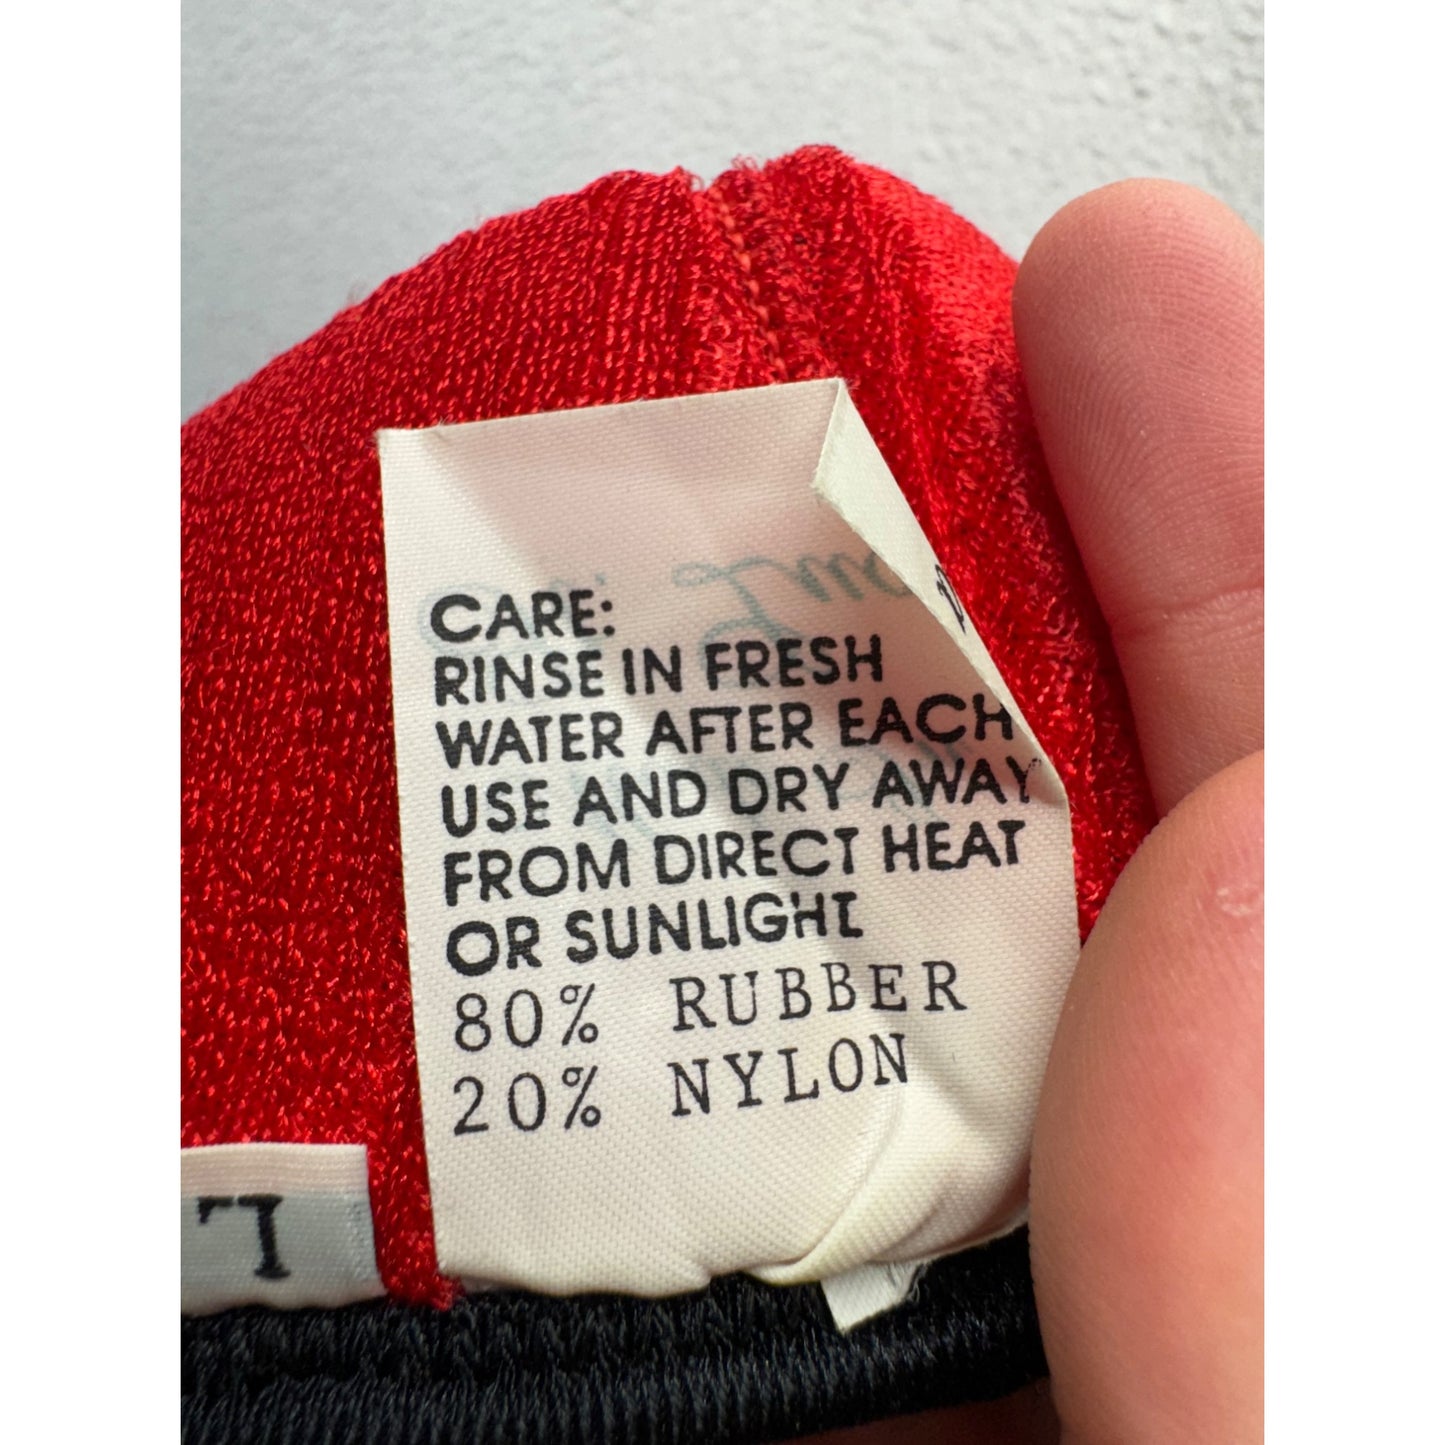 CARE:
RINSE IN FRESH
WATER AFTER EACH
USE AND DRY AWAY
FROM DIRECT HEAT
OR SUNLIGHT
80% RUBBER
20% NYLON
L